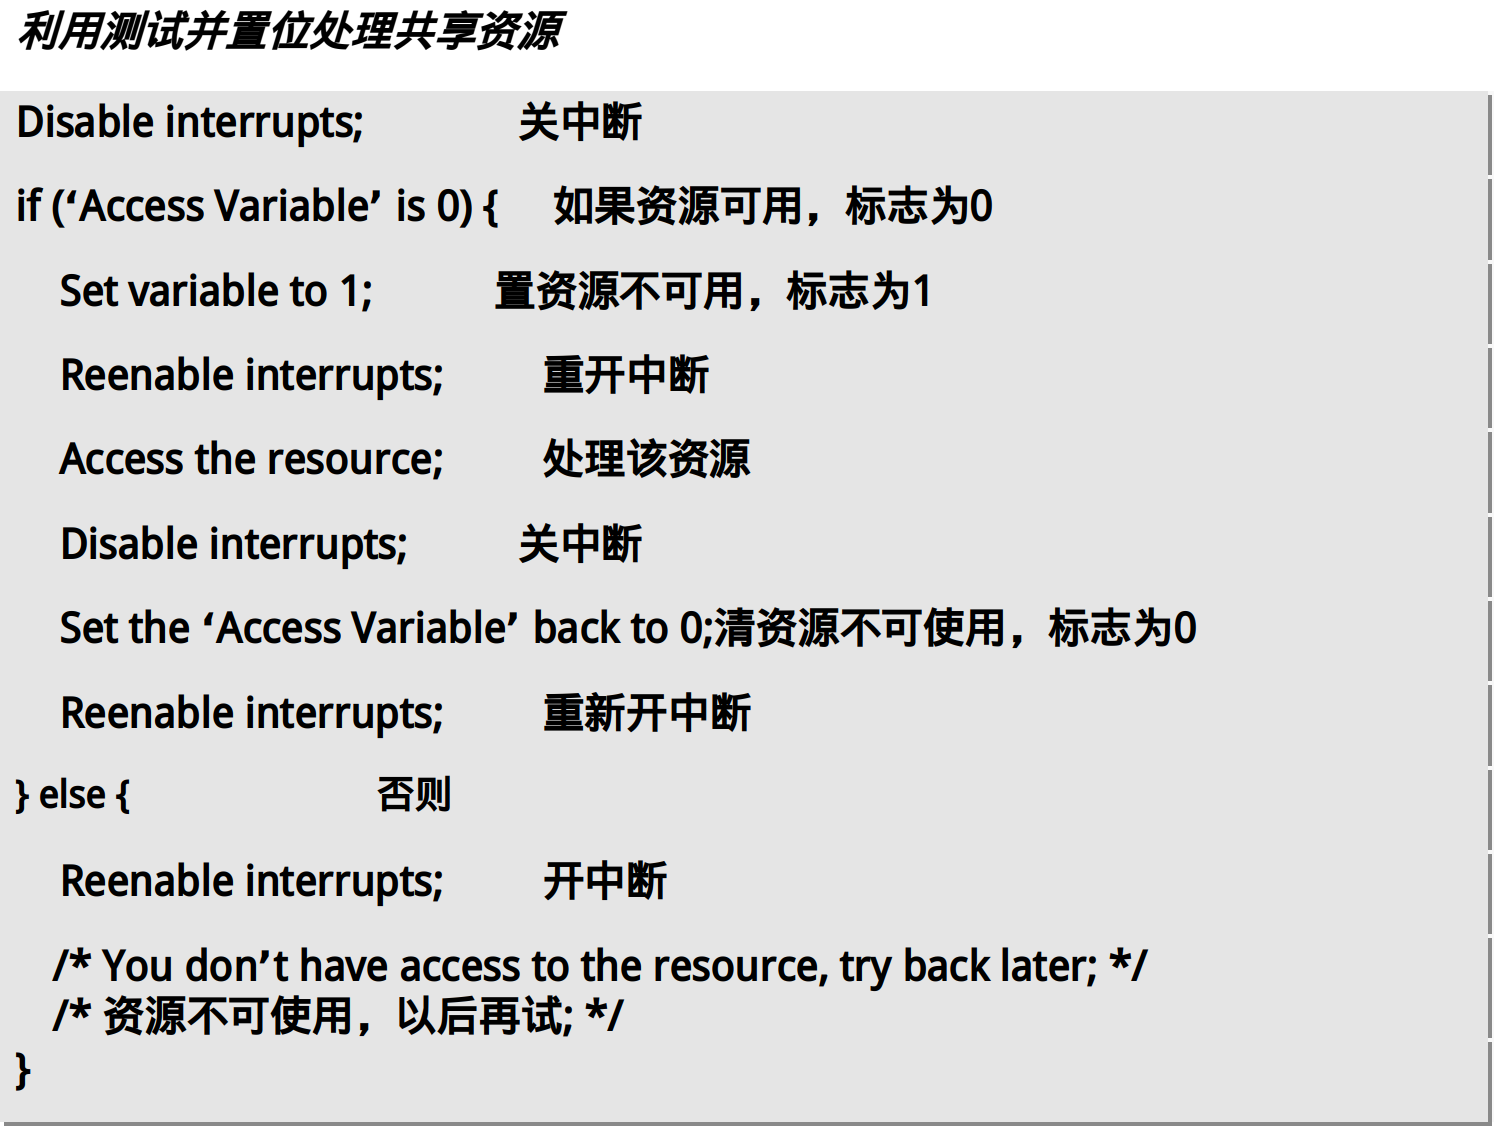 利用测试并置位处理共享资源
Disable interrupts; 关中断
if (‘Access Variable’ is 0) { 如果资源可用，标志为0
Set variable to 1; 置资源不可用，标志为1
Reenable interrupts; 重开中断
Access the resource; 处理该资源
Disable interrupts; 关中断
Set the ‘Access Variable’ back to 0;清资源不可使用，标志为0
Reenable interrupts; 重新开中断
} else { 否则
Reenable interrupts; 开中断
/* You don’t have access to the resource, try back later; */
/* 资源不可使用，以后再试; */
}